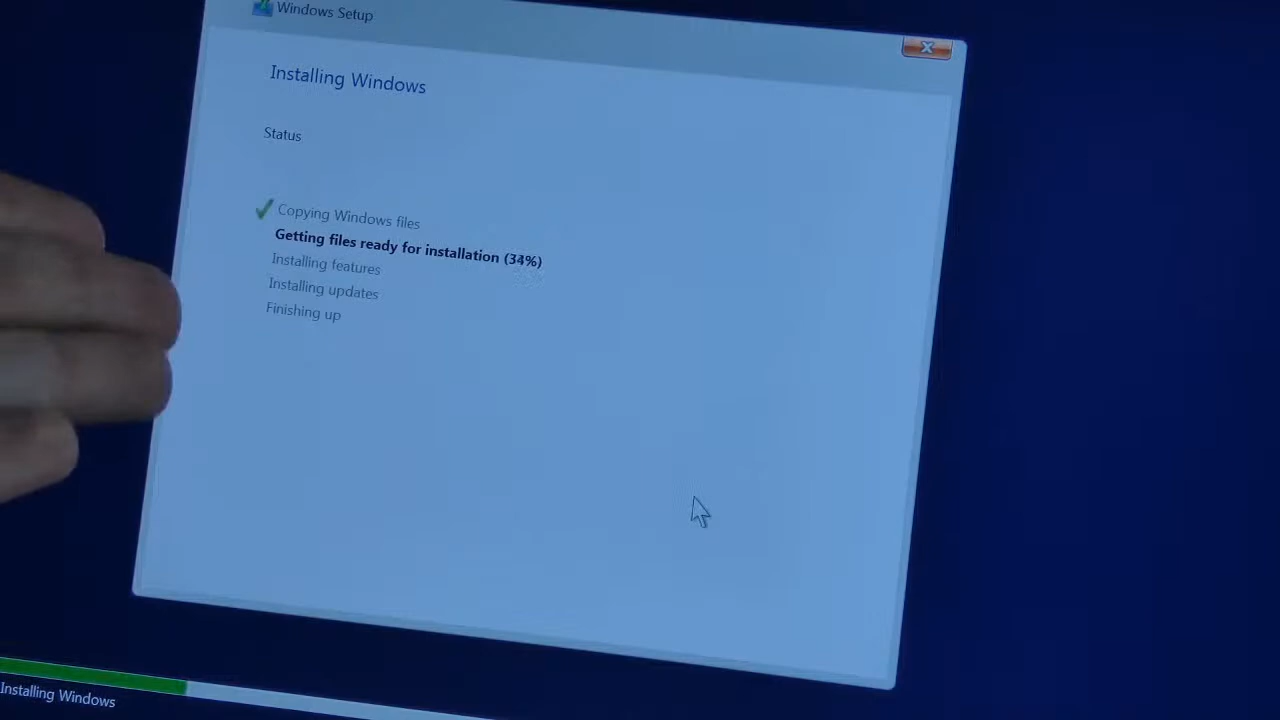 Windows Setup
Installing Windows
Status
Copying Windows files
Getting files ready for installation (34%)
Installing features
Installing updates
Finishing up
Installing Windows